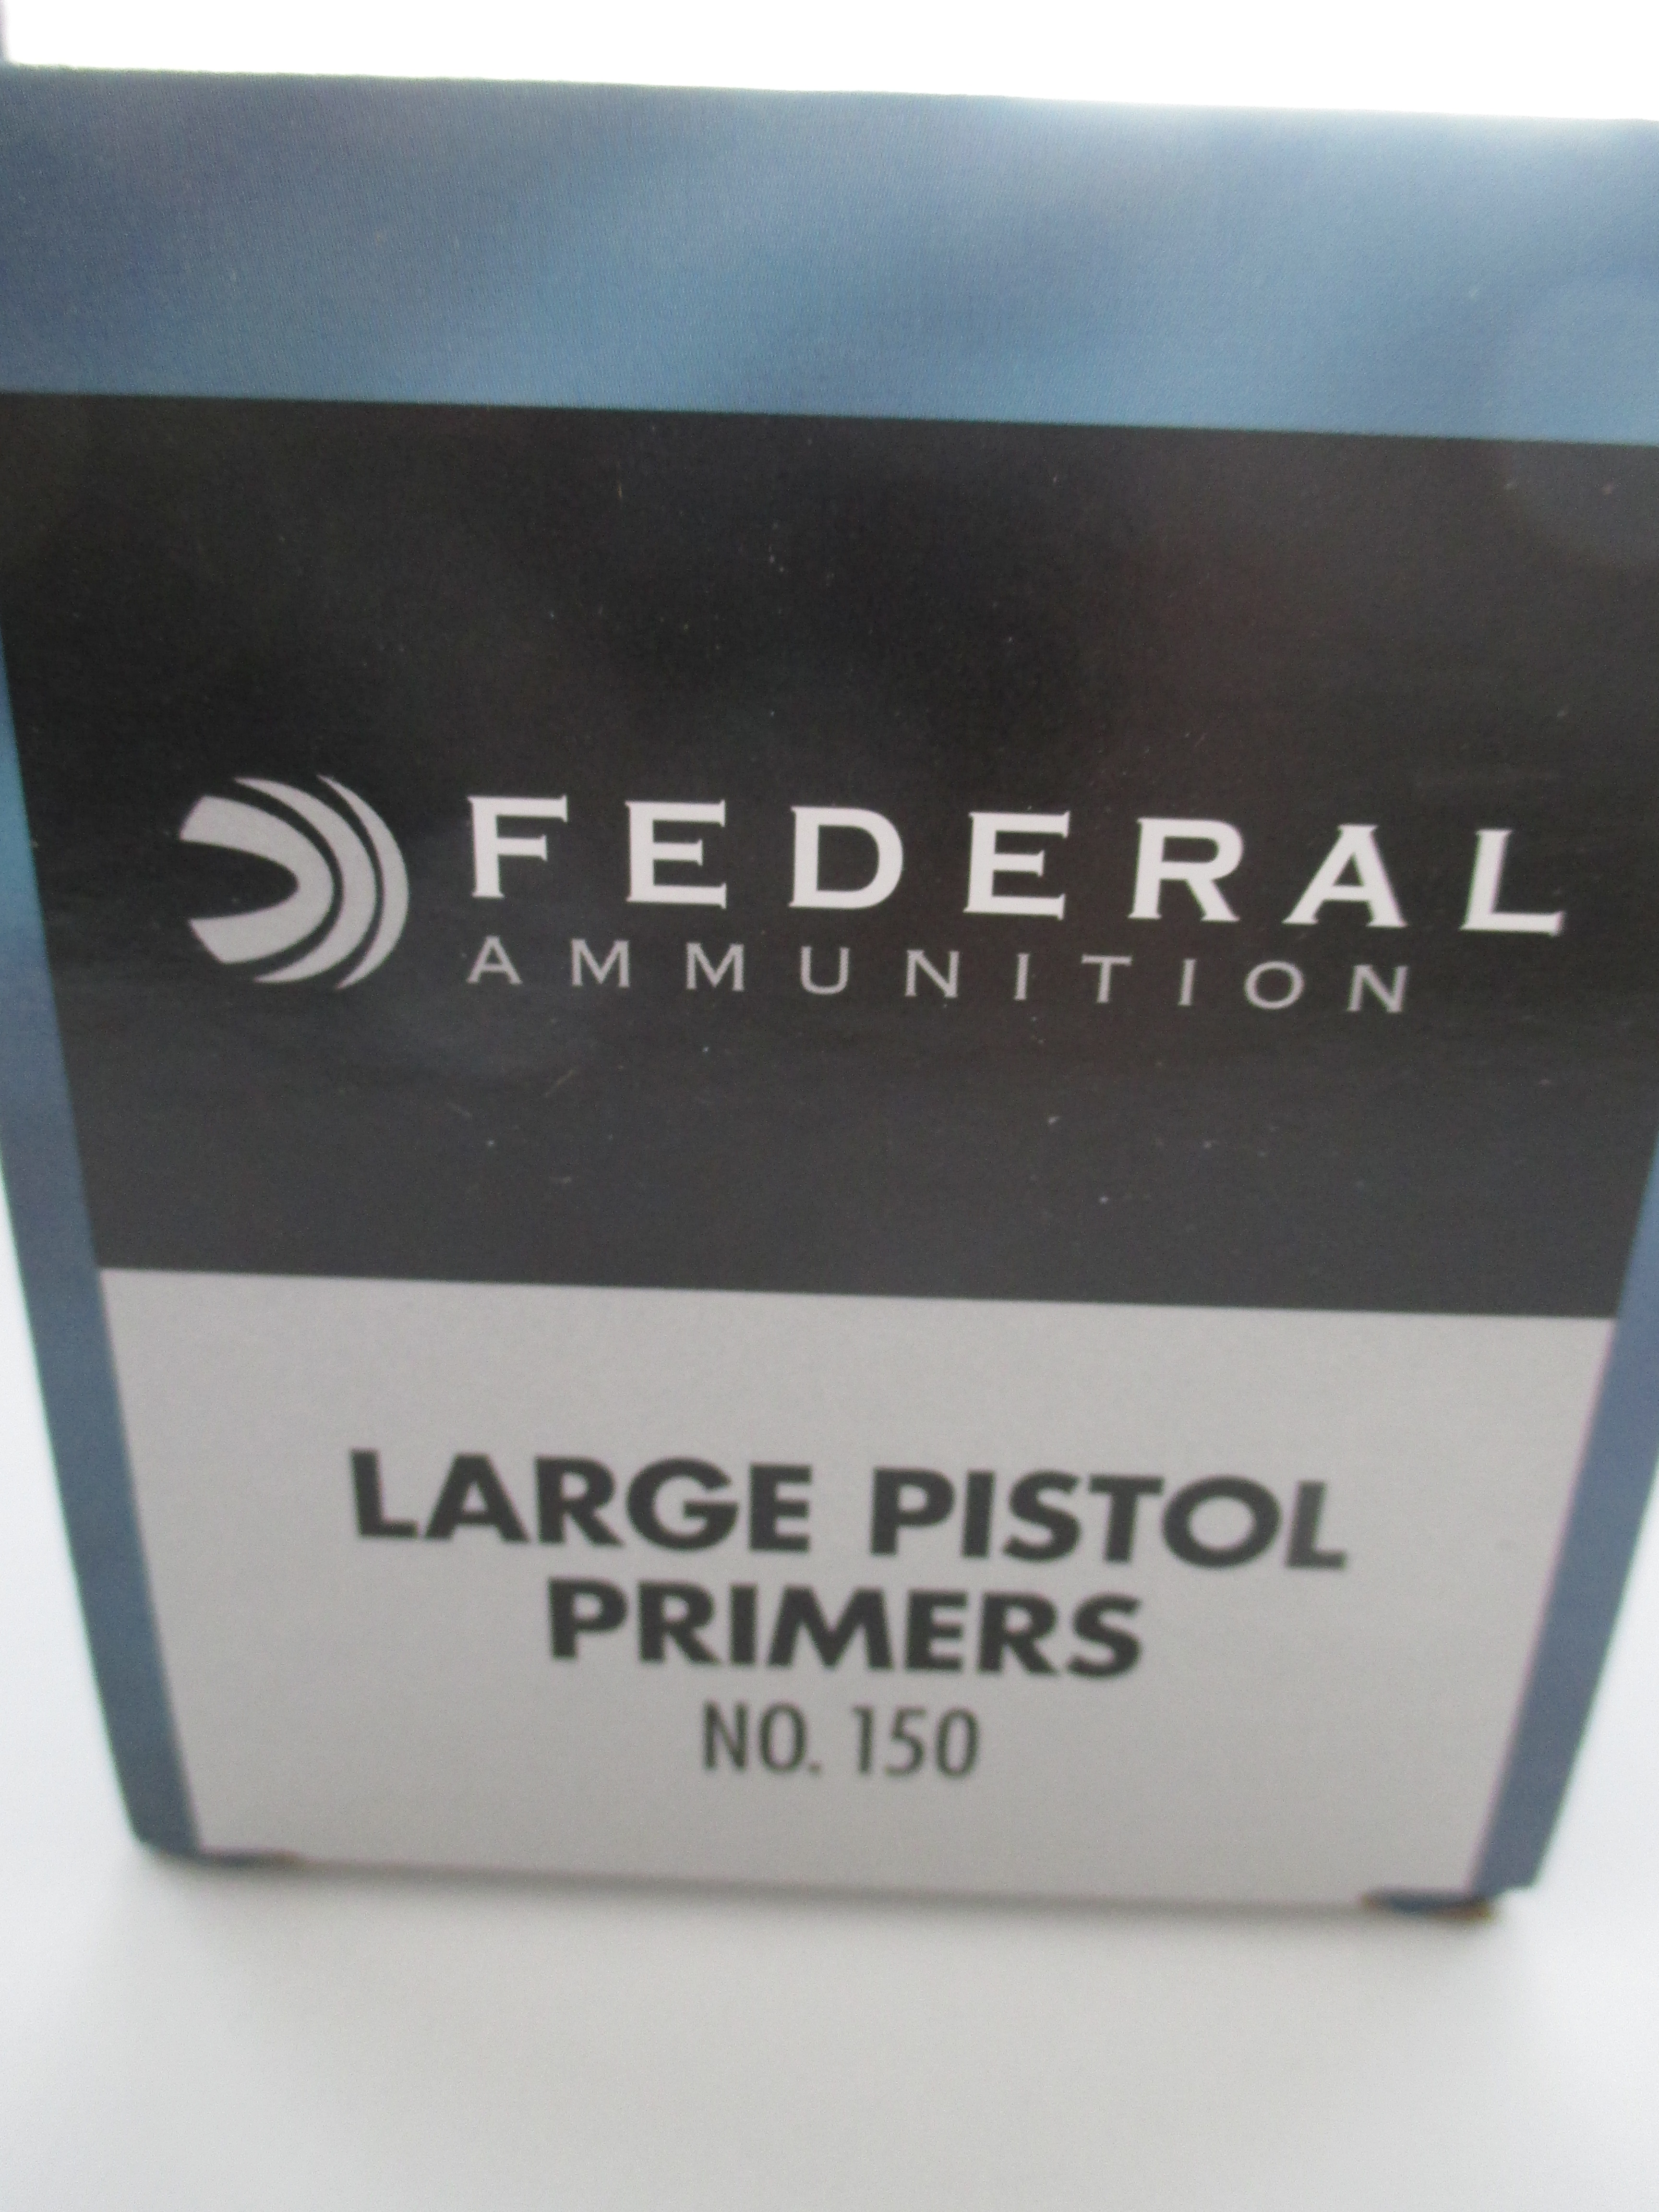 FEDERAL
AMMUNITION
LARGE PISTOL
PRIMERS
NO. 150